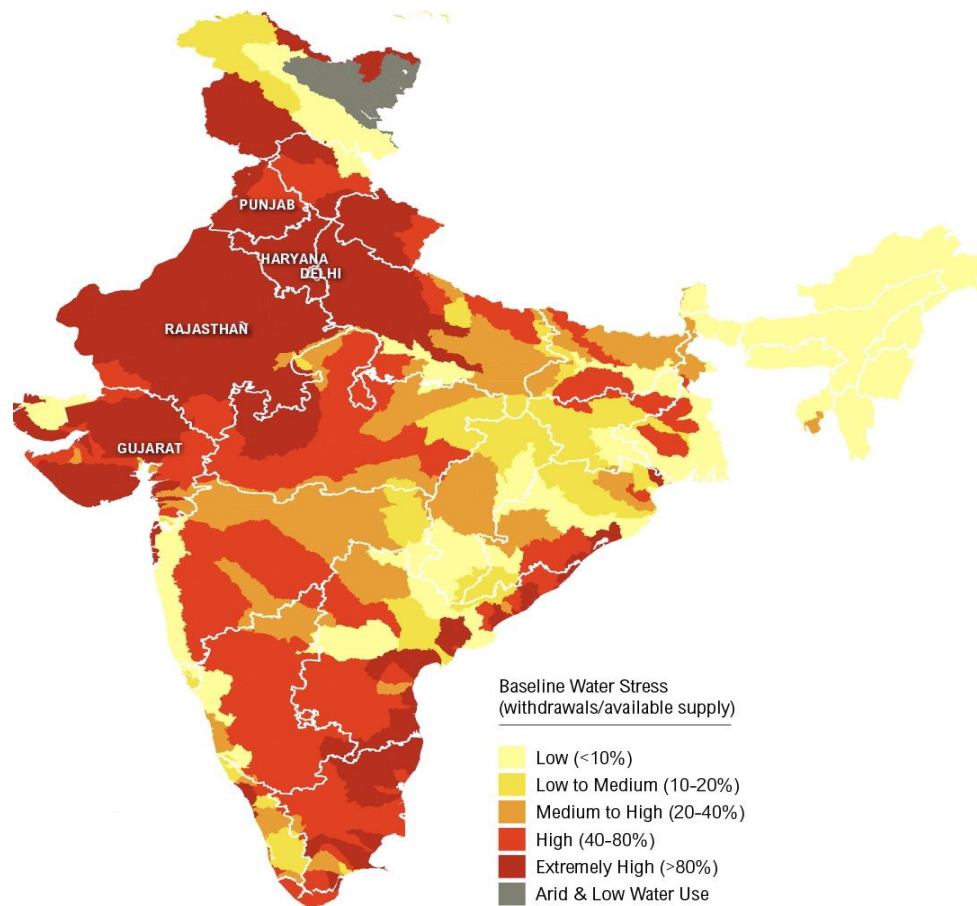 PUNJAB
HARYANA
DELHI
RAJASTHAN
GUJARAT
Baseline Water Stress
(withdrawals/available supply)
Low (<10%)
Low to Medium (10-20%)
Medium to High (20-40%)
High (40-80%)
Extremely High (>80%)
Arid & Low Water Use